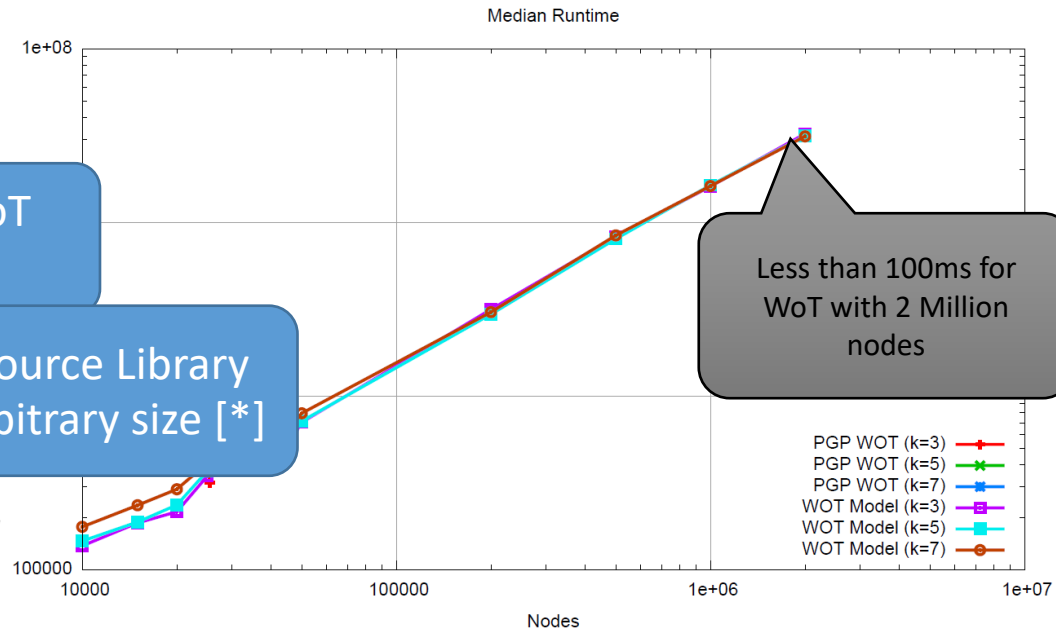 Median Runtime
1e+08
Less than 100ms for
WoT with 2 Million
nodes
Library
bitrary size [*]
PGP WOT (k=3)
PGP WOT (k=5)
PGP WOT (k=7)
WOT Model (k=3)
WOT Model (k=5)
WOT Model (k=7)
100000
10000
100000
1e+06
1e+07
Nodes